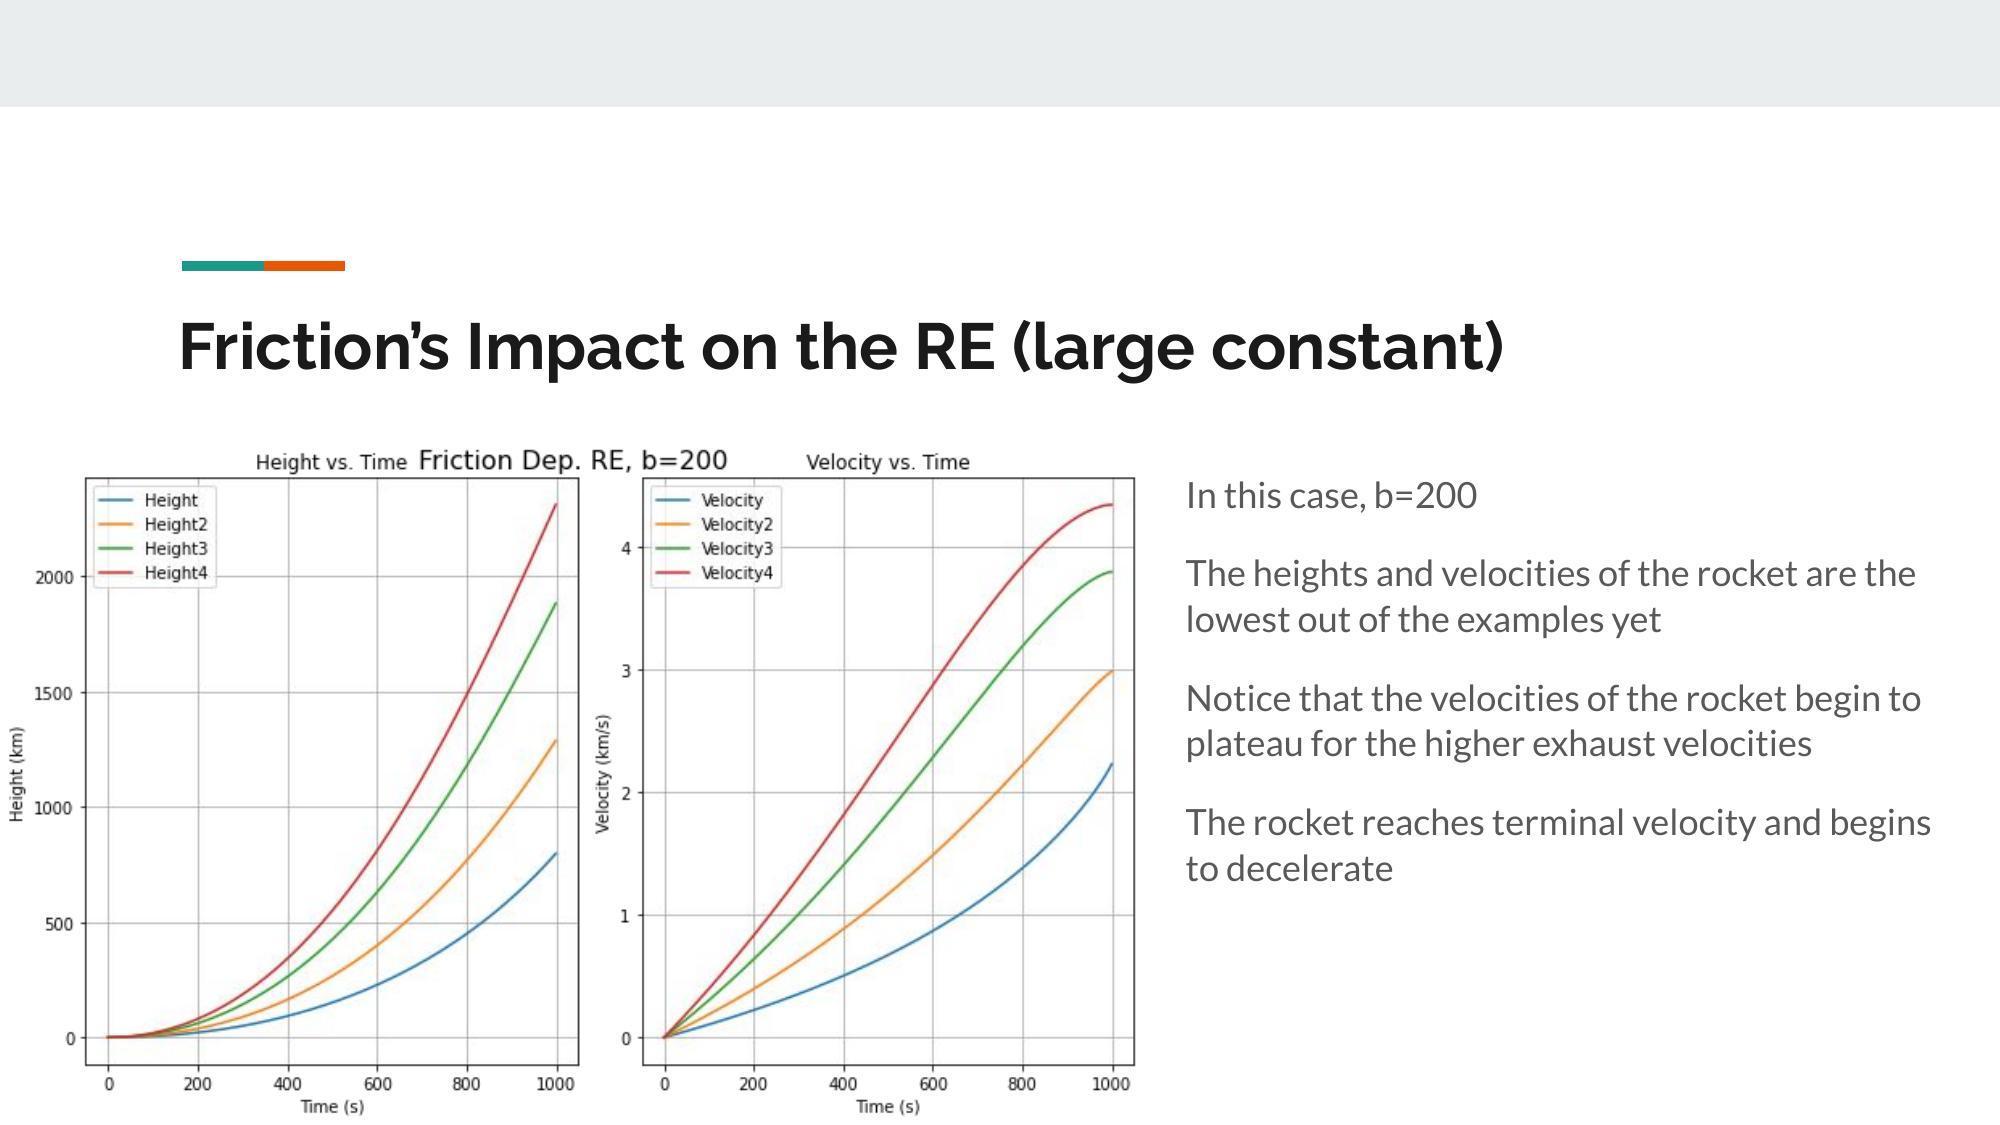 Friction’s Impact on the RE (large constant)
Height vs. Time
Friction Dep. RE, b=200
Velocity vs. Time
Height
Height2
Height3
Height4
2000
1500
1000
500
0
Height (km)
0 200 400 600 800 1000
Time (s)
Velocity
Velocity2
Velocity3
Velocity4
4
3
2
1
0
Velocity (km/s)
0 200 400 600 800 1000
Time (s)
In this case, b=200
The heights and velocities of the rocket are the
lowest out of the examples yet
Notice that the velocities of the rocket begin to
plateau for the higher exhaust velocities
The rocket reaches terminal velocity and begins
to decelerate